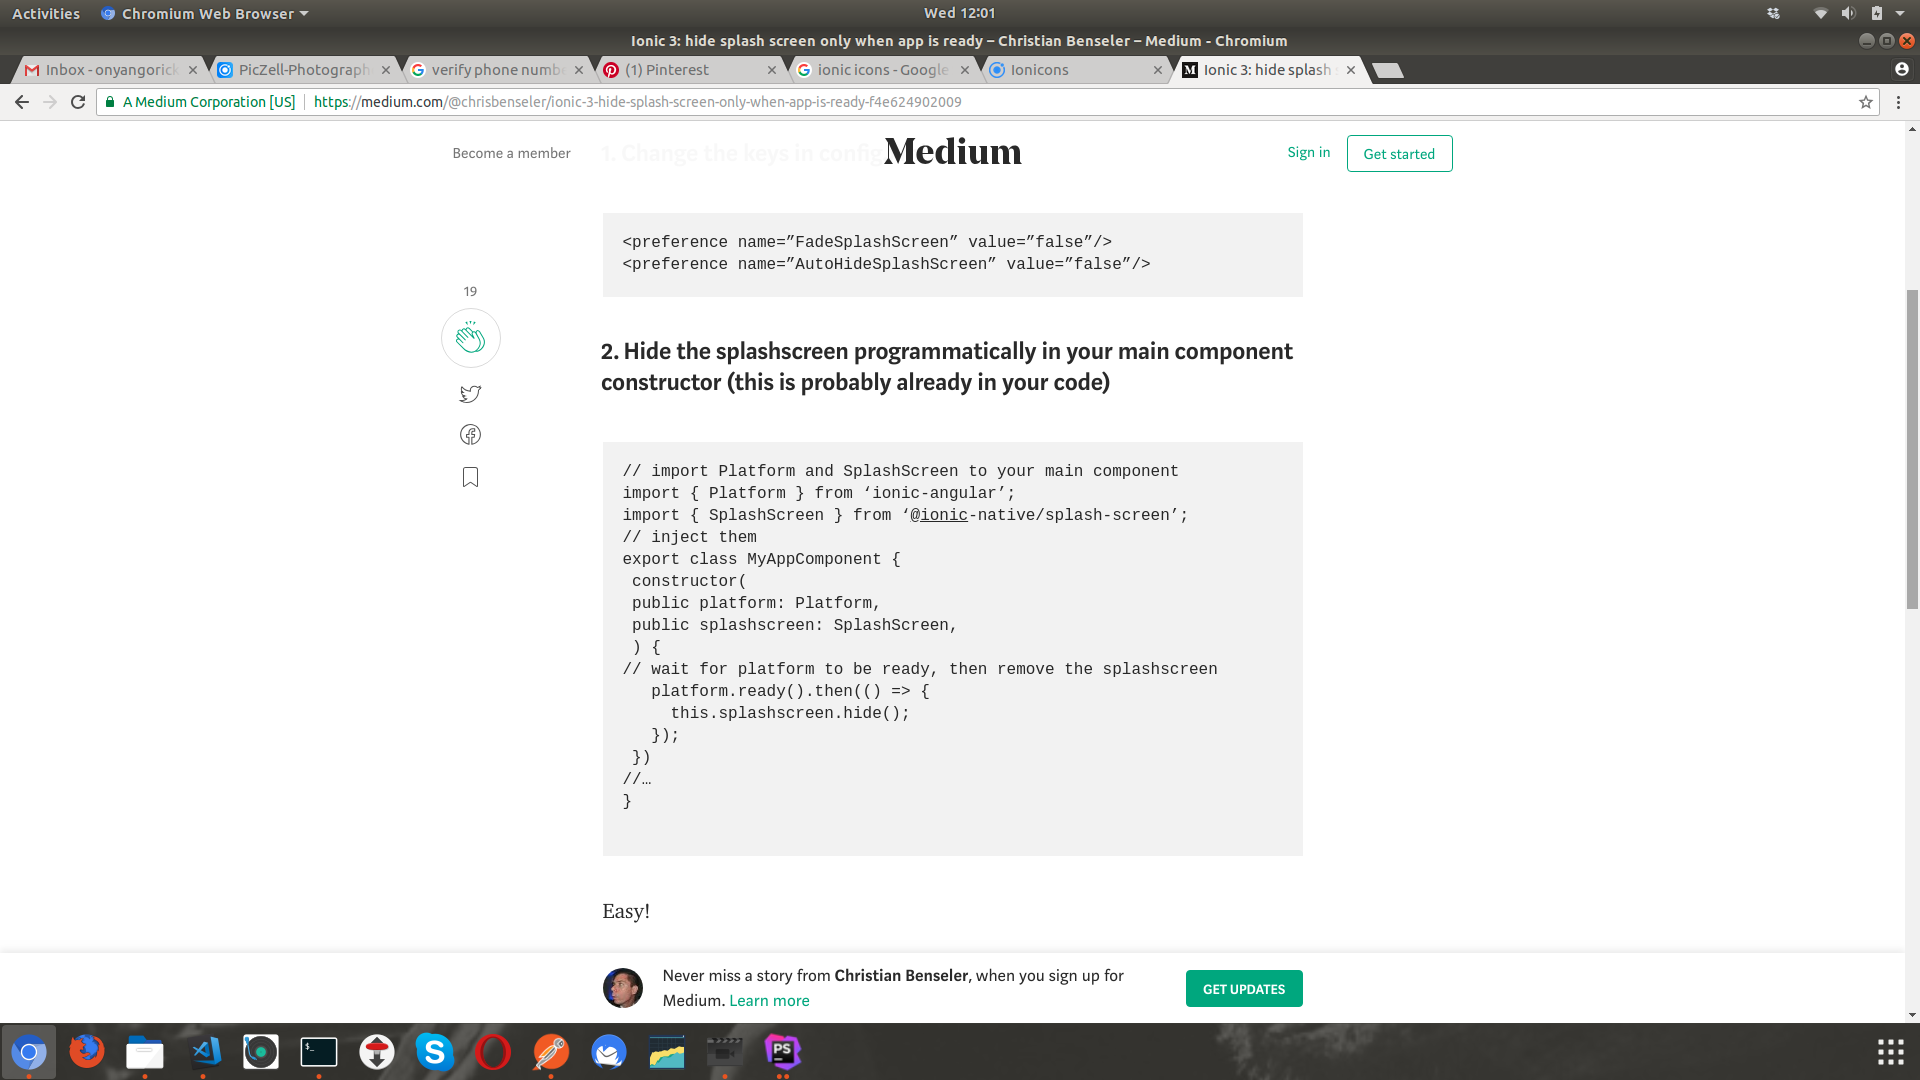 Activities
Chromium Web Browser
Wed 12:01
Ionic 3: hide splash screen only when app is ready – Christian Benseler – Medium - Chromium
Inbox - onyangorick
PicZell-Photograph
verify phone numb
(1) Pinterest
ionic icons - Google
Ionicons
Ionic 3: hide splash
A Medium Corporation [US]
https://medium.com/@chrisbenseler/ionic-3-hide-splash-screen-only-when-app-is-ready-f4e624902009
Become a member
1. Change the keys in config
Medium
Sign in
Get started
<preference name=”FadeSplashScreen” value=”false”/>
<preference name=”AutoHideSplashScreen” value=”false”/>
19
2. Hide the splashscreen programmatically in your main component
constructor (this is probably already in your code)
// import Platform and SplashScreen to your main component
import { Platform } from ‘ionic-angular’;
import { SplashScreen } from ‘@ionic-native/splash-screen’;
// inject them
export class MyAppComponent {
constructor(
public platform: Platform,
public splashscreen: SplashScreen,
) {
// wait for platform to be ready, then remove the splashscreen
platform.ready().then(() => {
this.splashscreen.hide();
});
})
//…
}
Easy!
Never miss a story from Christian Benseler, when you sign up for
Medium. Learn more
GET UPDATES
PS